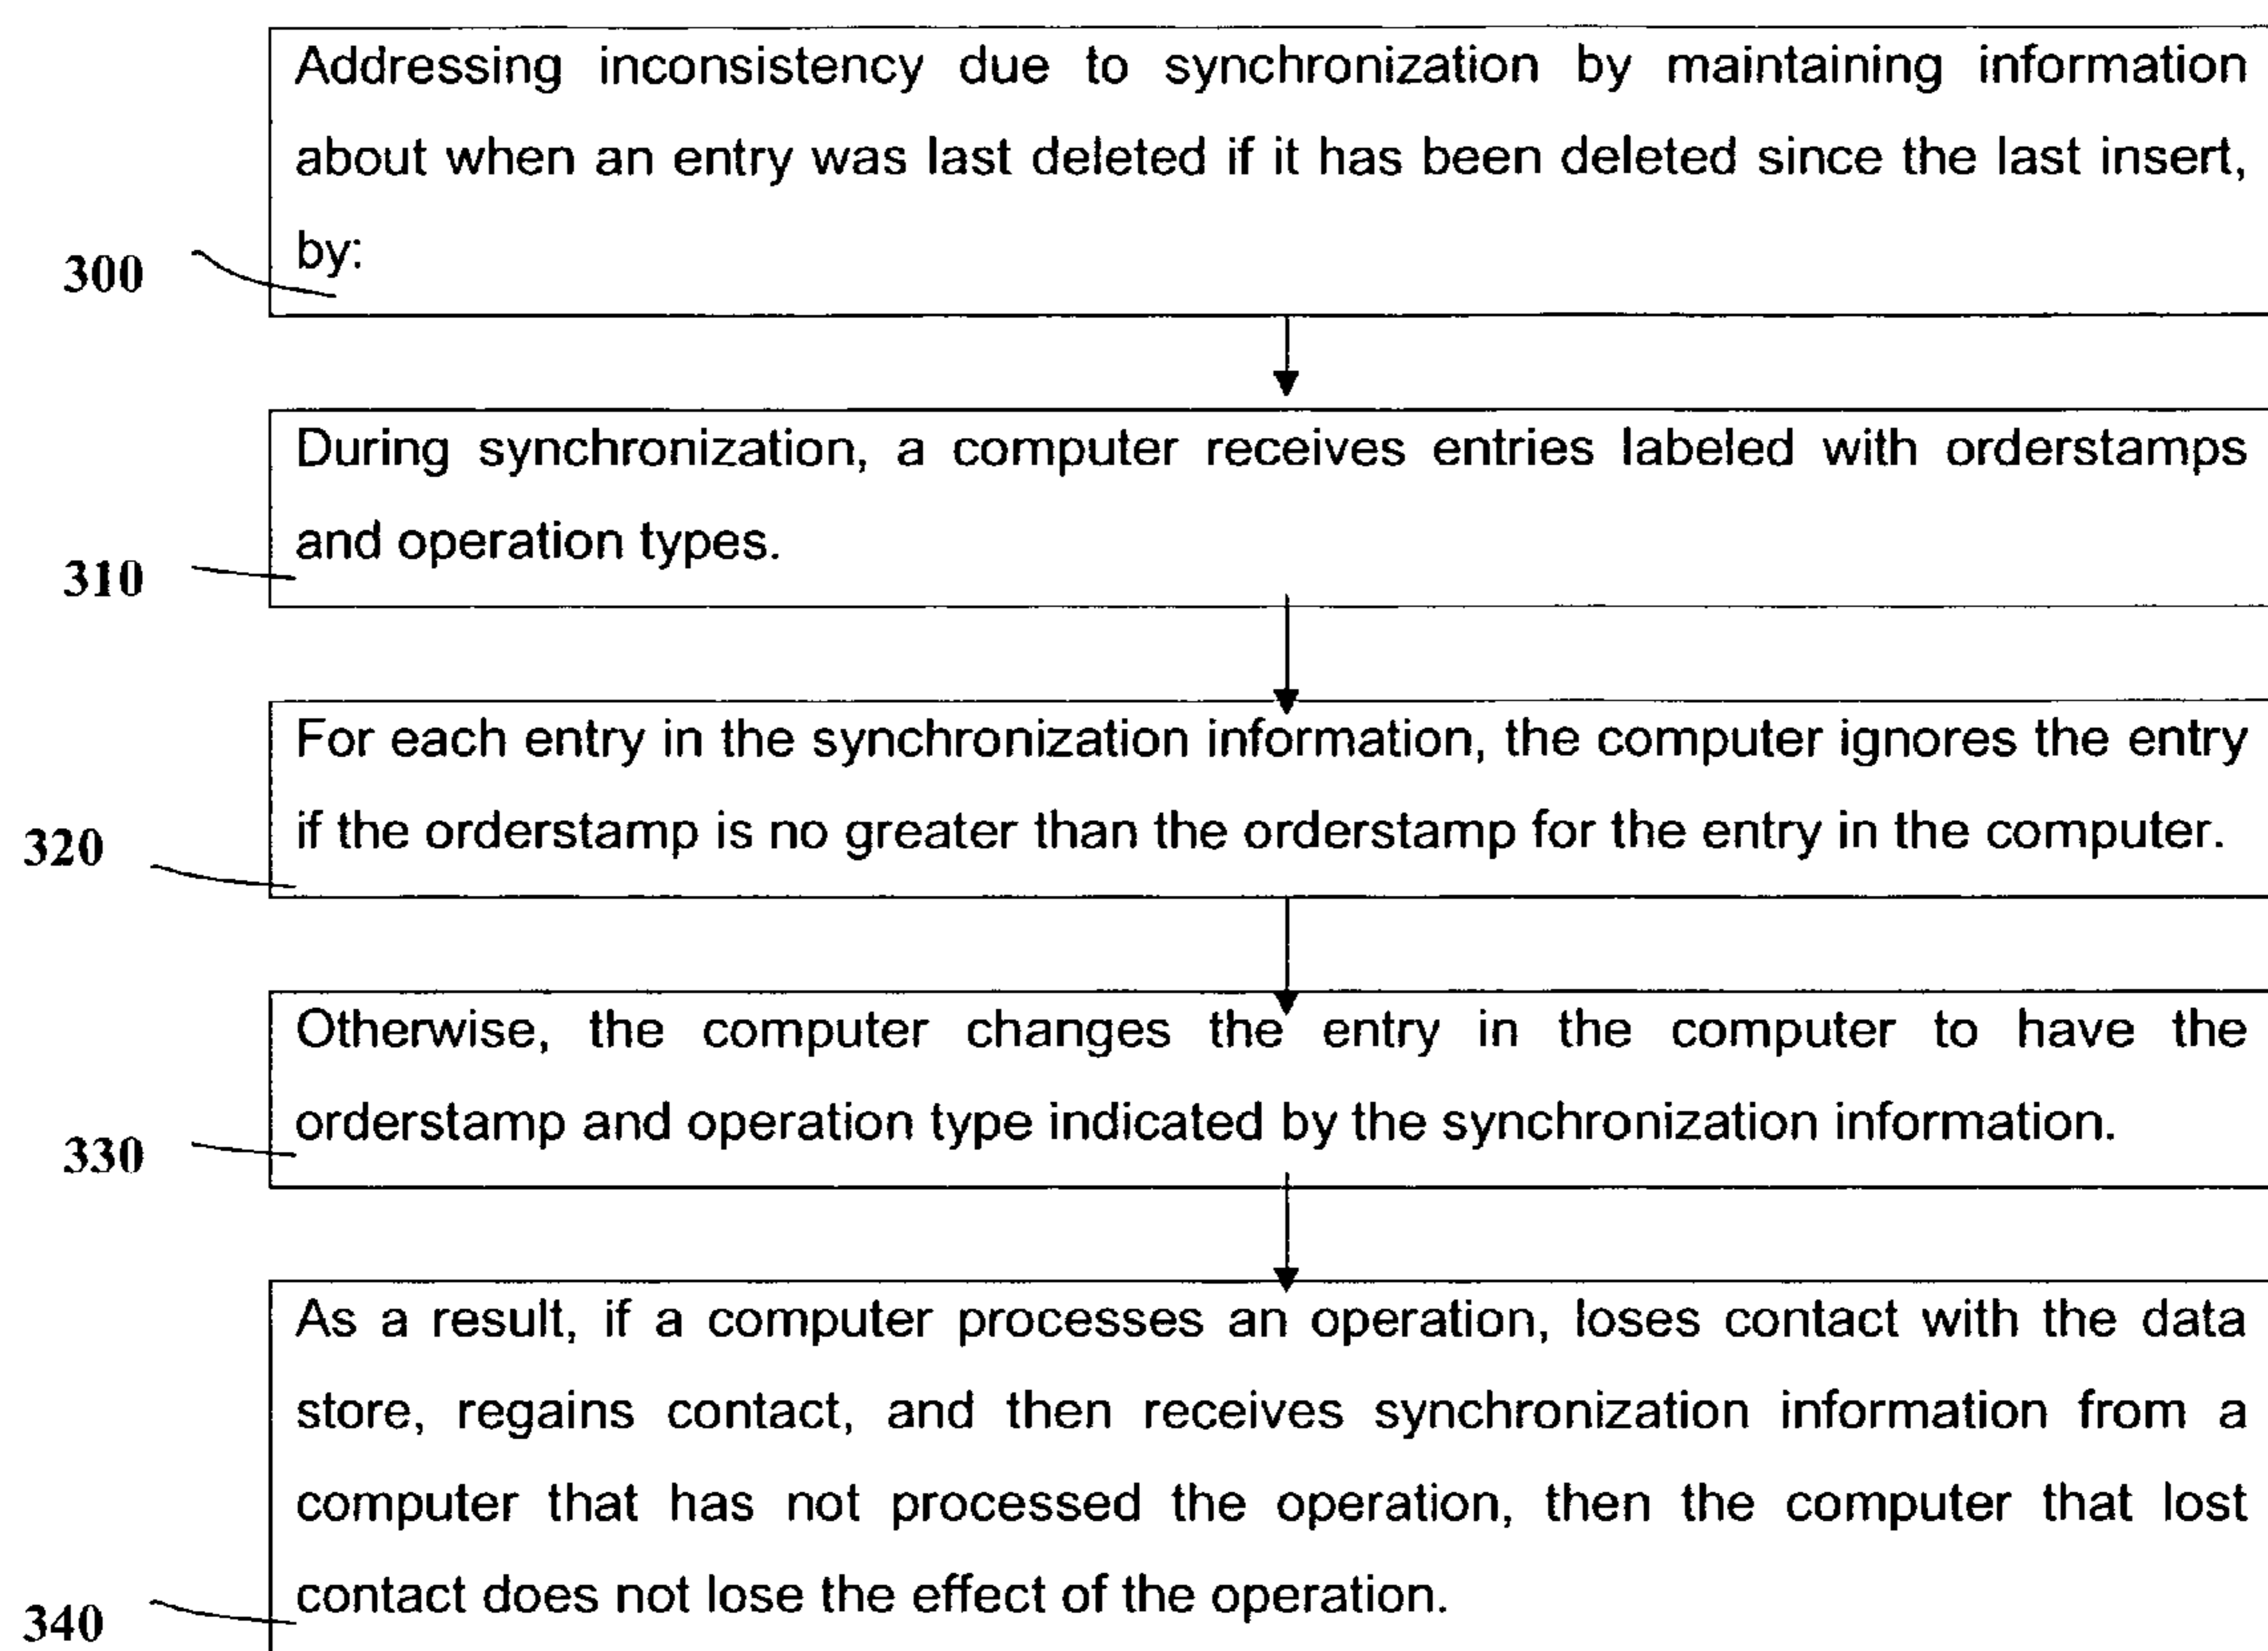 Addressing inconsistency due to synchronization by maintaining information
about when an entry was last deleted if it has been deleted since the last insert,
by:
300
During synchronization, a computer receives entries labeled with orderstamps
and operation types.
310
For each entry in the synchronization information, the computer ignores the entry
if the orderstamp is no greater than the orderstamp for the entry in the computer.
320
Otherwise, the computer changes the entry in the computer to have the
orderstamp and operation type indicated by the synchronization information.
330
As a result, if a computer processes an operation, loses contact with the data
store, regains contact, and then receives synchronization information from a
computer that has not processed the operation, then the computer that lost
contact does not lose the effect of the operation.
340